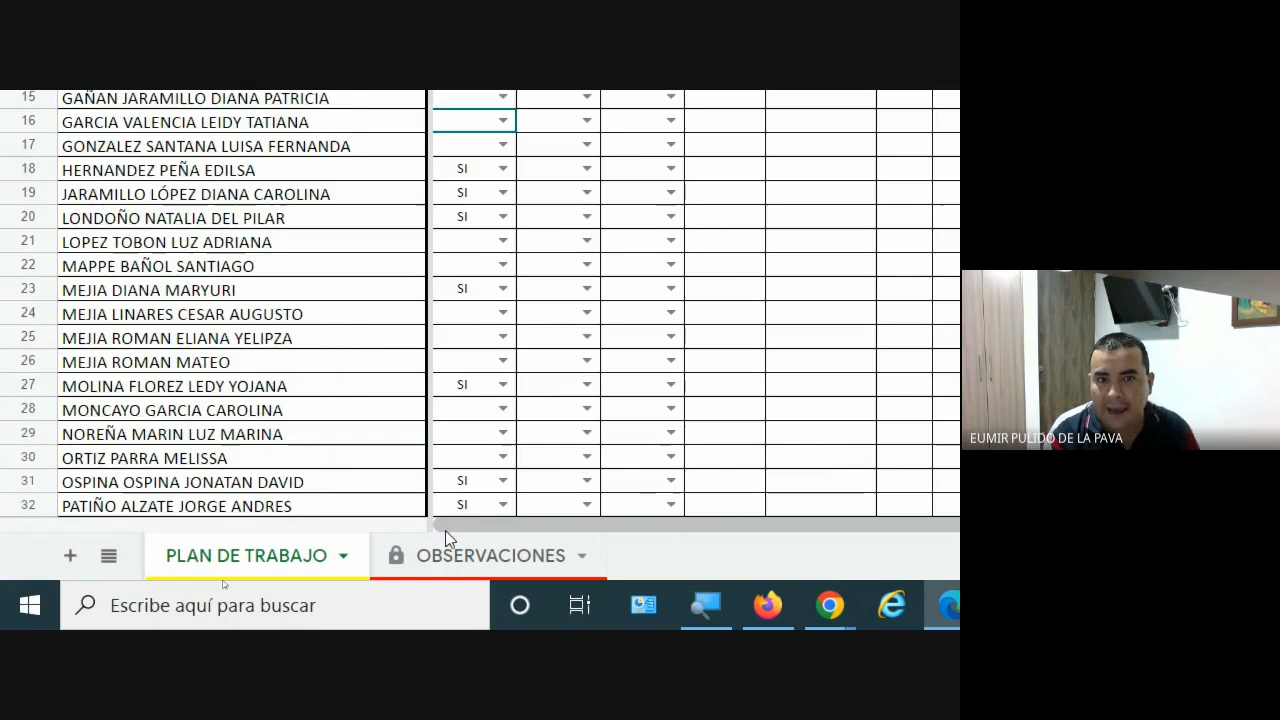 15 GAÑAN JARAMILLO DIANA PATRICIA
16 GARCIA VALENCIA LEIDY TATIANA
17 GONZALEZ SANTANA LUISA FERNANDA
18 HERNANDEZ PEÑA EDILSA SI
19 JARAMILLO LÓPEZ DIANA CAROLINA SI
20 LONDOÑO NATALIA DEL PILAR SI
21 LOPEZ TOBON LUZ ADRIANA
22 MAPPE BAÑOL SANTIAGO
23 MEJIA DIANA MARYURI SI
24 MEJIA LINARES CESAR AUGUSTO
25 MEJIA ROMAN ELIANA YELIPZA
26 MEJIA ROMAN MATEO
27 MOLINA FLOREZ LEDY YOJANA SI
28 MONCAYO GARCIA CAROLINA
29 NOREÑA MARIN LUZ MARINA
30 ORTIZ PARRA MELISSA
31 OSPINA OSPINA JONATAN DAVID SI
32 PATIÑO ALZATE JORGE ANDRES SI
PLAN DE TRABAJO OBSERVACIONES
Escribe aquí para buscar
EUMIR PULIDO DE LA PAVA